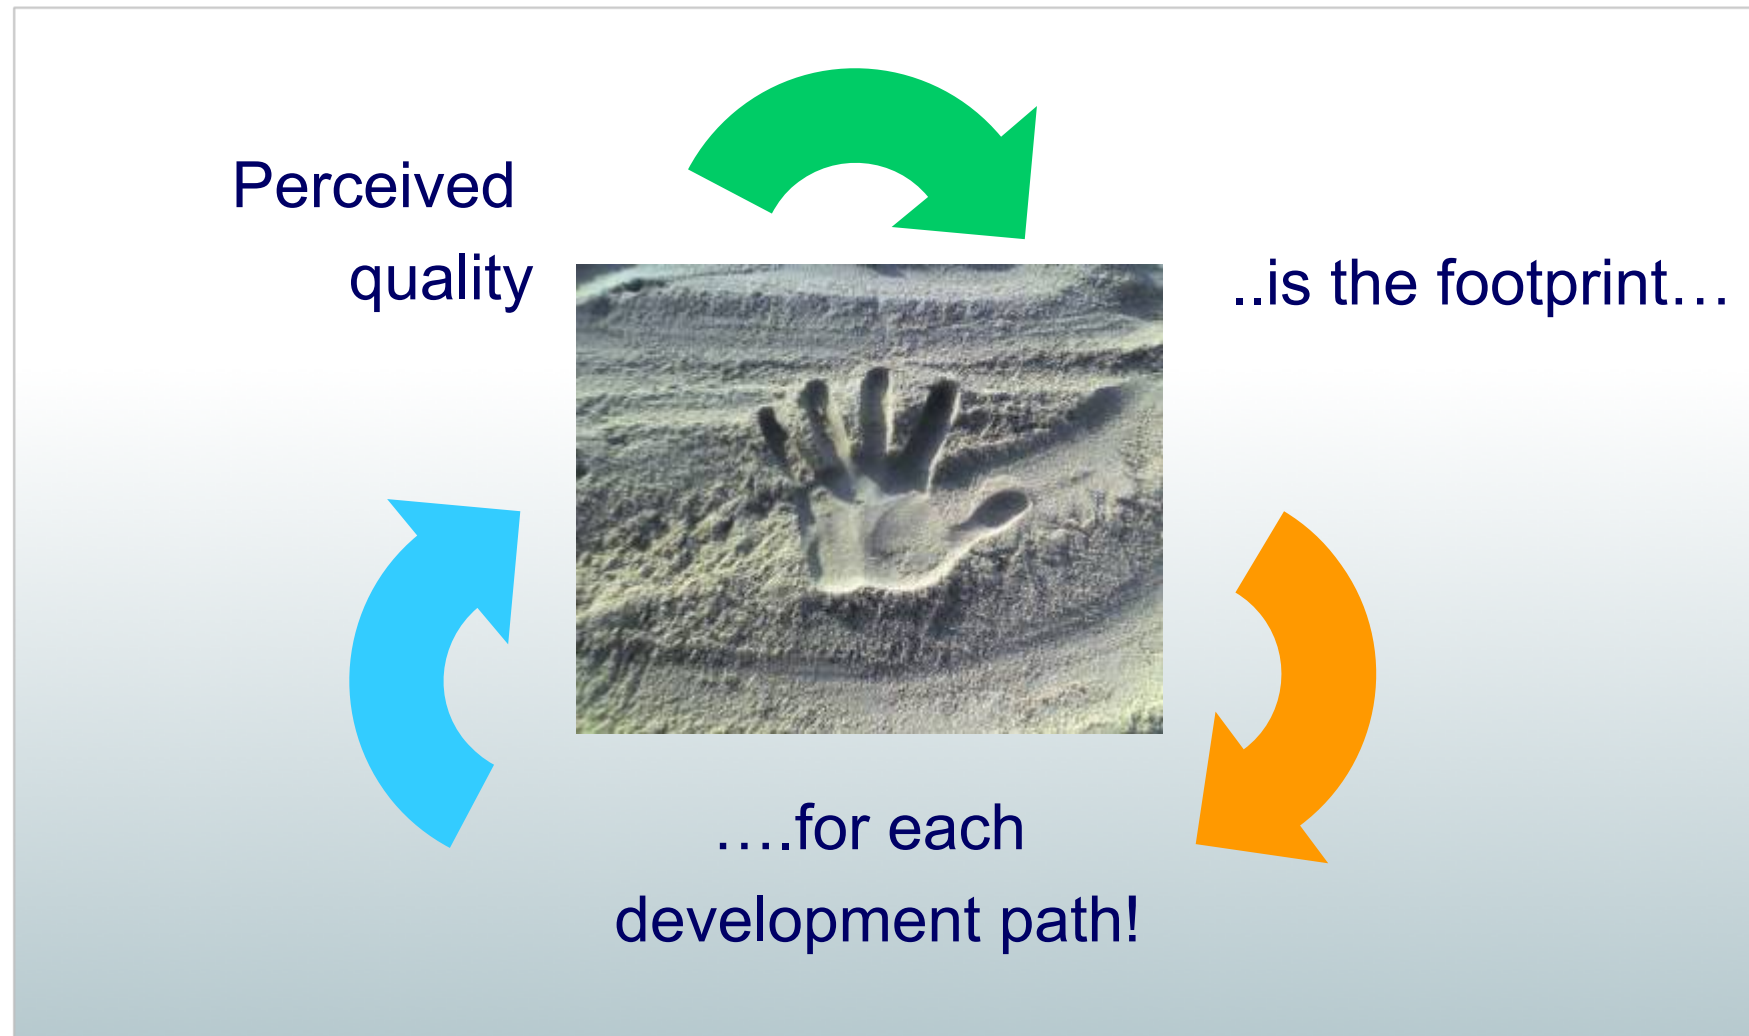 Perceived
quality
..is the footprint…
….for each
development path!